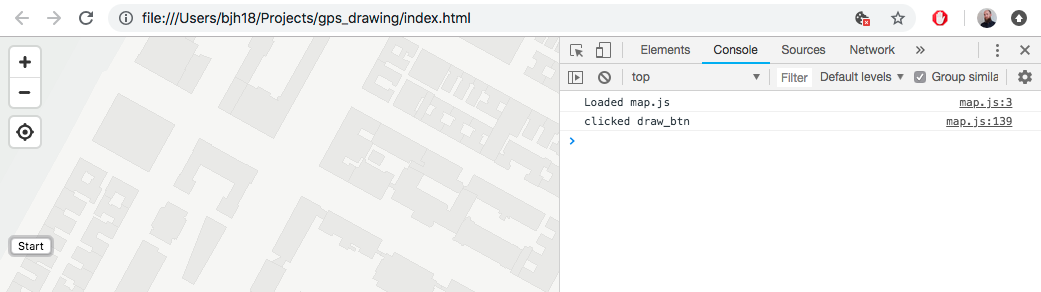 file:///Users/bjh18/Projects/gps_drawing/index.html
Elements Console Sources Network »
top Filter Default levels Group simila
Loaded map.js map.js:3
clicked draw_btn map.js:139
+
−
Start